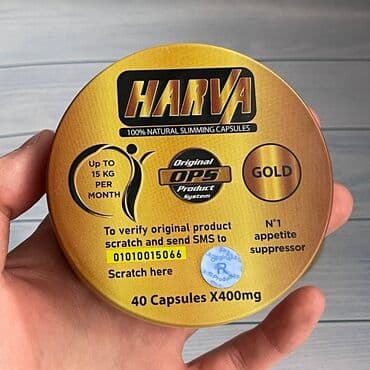 HARVA
100% NATURAL SLIMMING CAPSULES
Up TO
15 KG
PER
MONTH
Original
OPS
Product
System
GOLD
To verify original product
scratch and send SMS to
01010015066
Scratch here
N°1
appetite
suppressor
R
40 Capsules X400mg